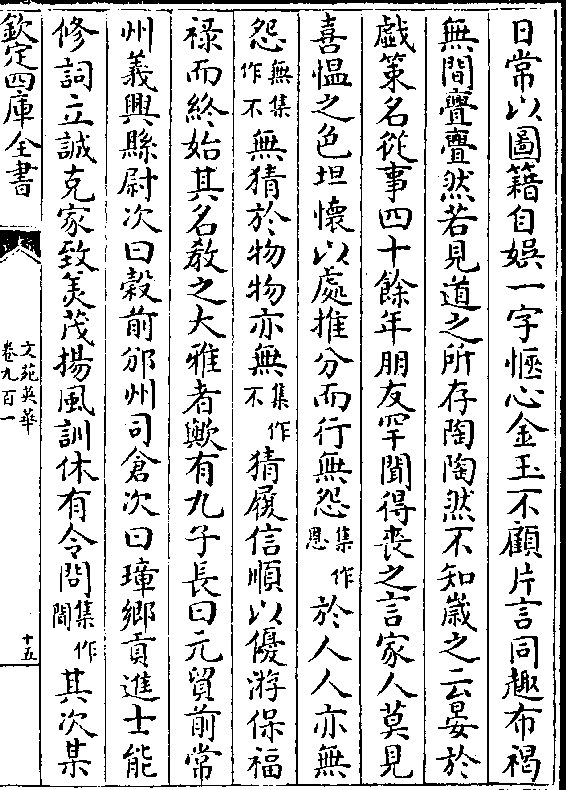 日常以圖籍自娛一字愜心金玉不顧片言同趣布褐
無間亹亹然若見道之所存陶陶然不知歲之云晏於
戲策名從事四十餘年朋友罕聞得喪之言家人莫見
喜慍之色坦懷以處推分而行無怨集作恩於人人亦無
怨無集作不無猜於物物亦無集作不猜履信順以優游保福
祿而終始其名教之大雅者歟有九子長曰元貿前常
州義興縣尉次曰穀前邠州司倉次曰璋鄉貢進士能
修詞立誠克家致美茂揚風訓休有令問集作聞其次某
欽定四庫全書
文苑英華
卷九百一
十五